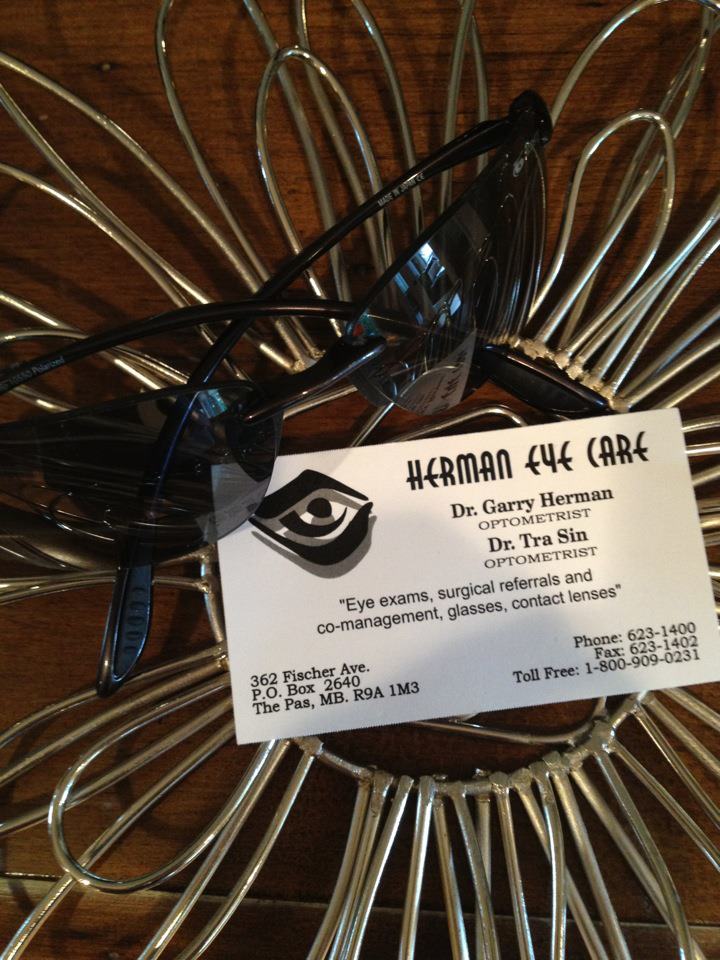 MADE IN JAPAN CE
Polarized
HERMAN EYE CARE
Dr. Garry Herman
OPTOMETRIST
Dr. Tra Sin
OPTOMETRIST
"Eye exams, surgical referrals and
co-management, glasses, contact lenses"
Phone: 623-1400
Fax: 623-1402
Toll Free: 1-800-909-0231
362 Fischer Ave.
P.O. Box 2640
The Pas, MB. R9A 1M3